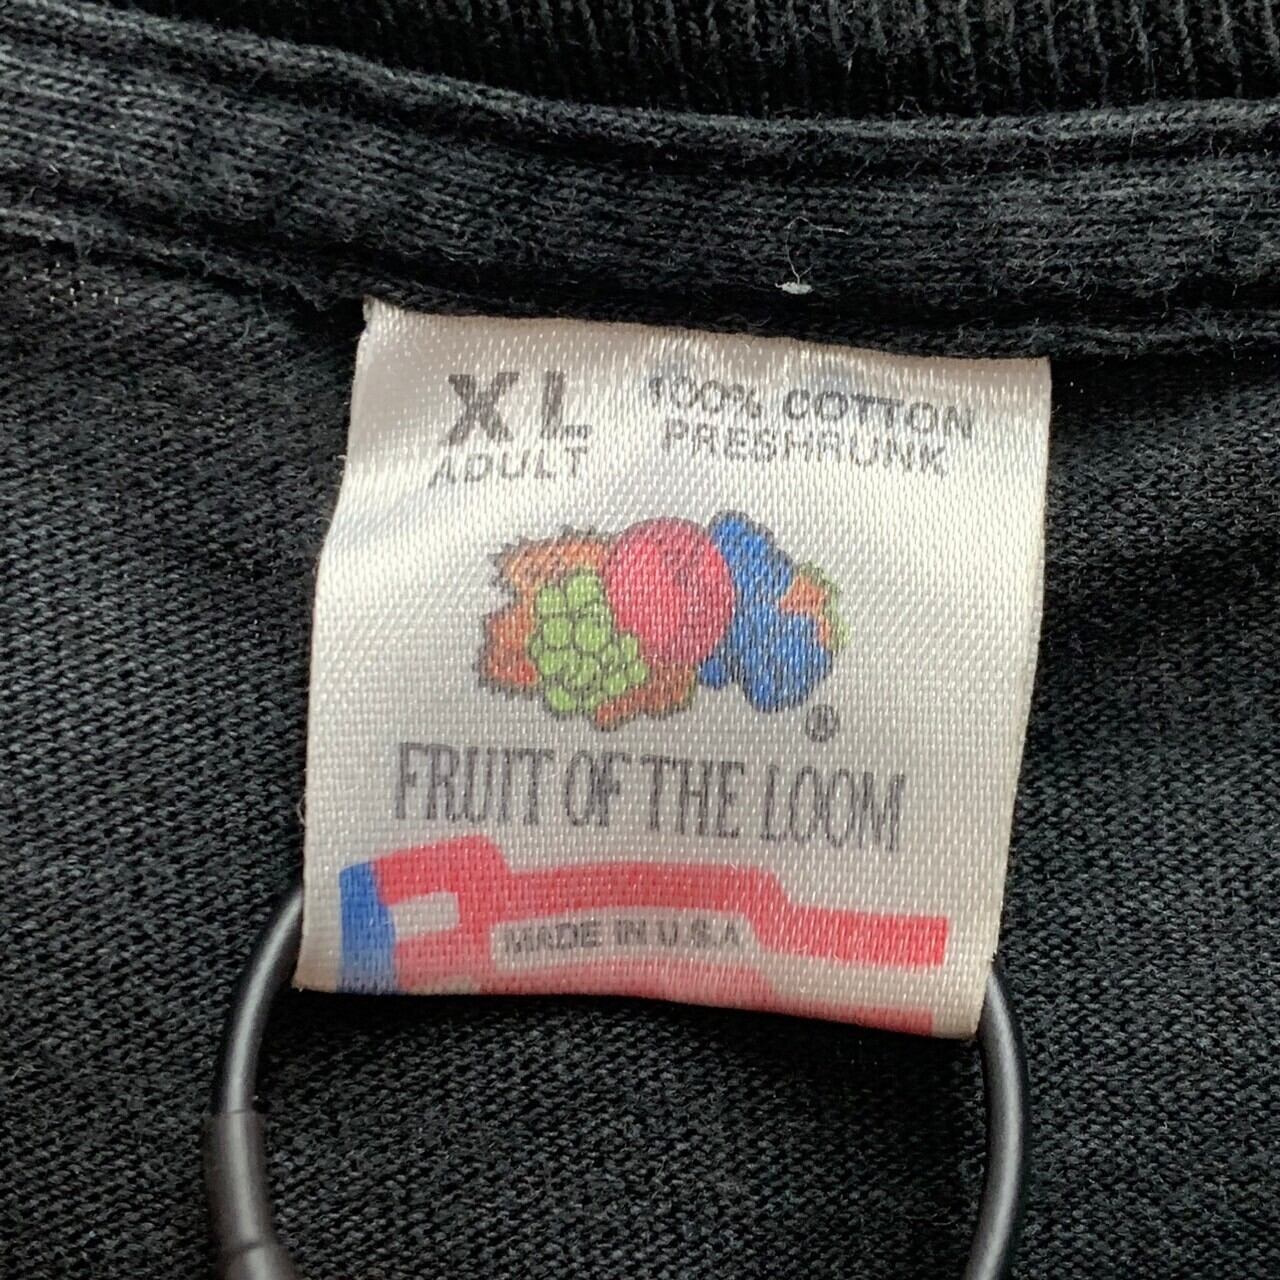 XL
ADULT
100% COTTON
PRESHRUNK
®
FRUIT OF THE LOOM
MADE IN U.S.A